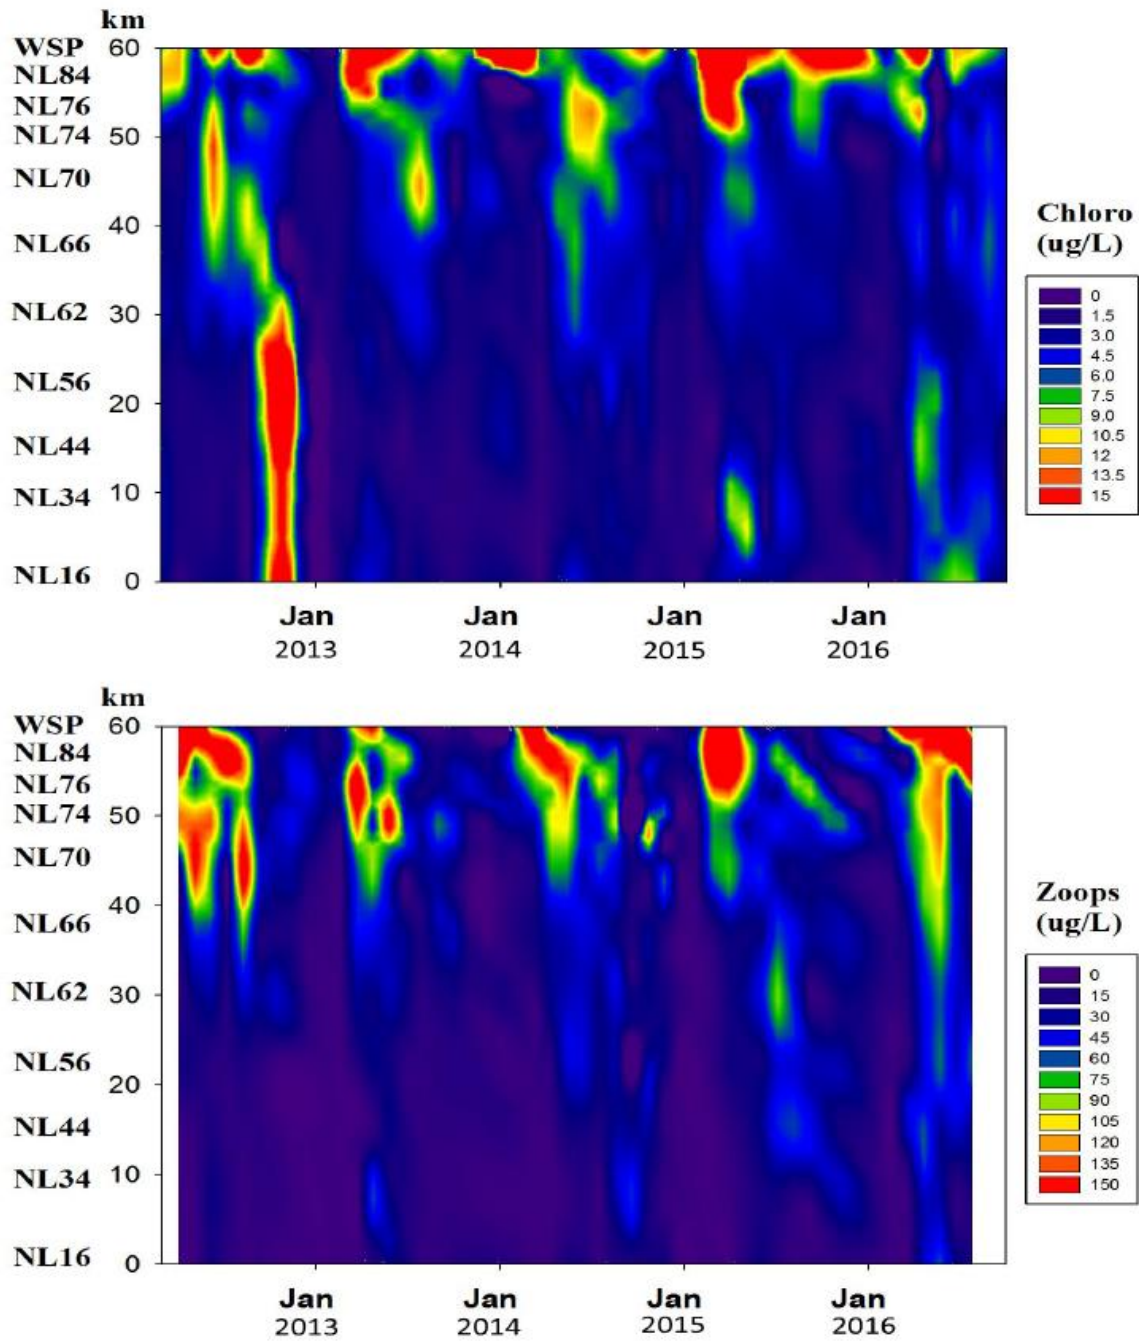 km
WSP 60
NL84
NL76
NL74 50
NL70
40
NL66
NL62
30
NL56
20
NL44
NL34 10
NL16 0
Jan Jan Jan Jan
2013 2014 2015 2016
Chloro
(ug/L)
0
1.5
3.0
4.5
6.0
7.5
9.0
10.5
12
13.5
15
km
WSP 60
NL84
NL76
NL74 50
NL70
40
NL66
NL62 30
NL56
20
NL44
NL34 10
NL16 0
Jan Jan Jan Jan
2013 2014 2015 2016
Zoops
(ug/L)
0
15
30
45
60
75
90
105
120
135
150